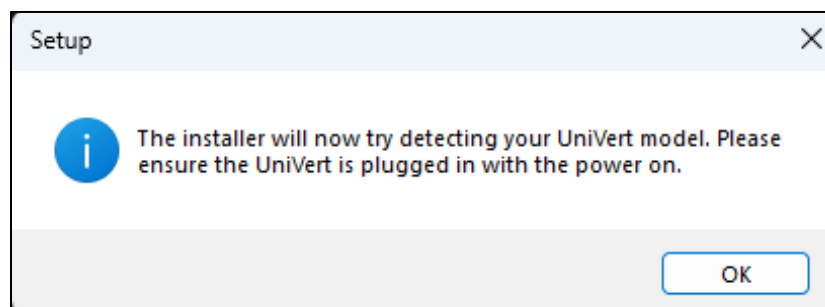 Setup
The installer will now try detecting your UniVert model. Please
ensure the UniVert is plugged in with the power on.
OK